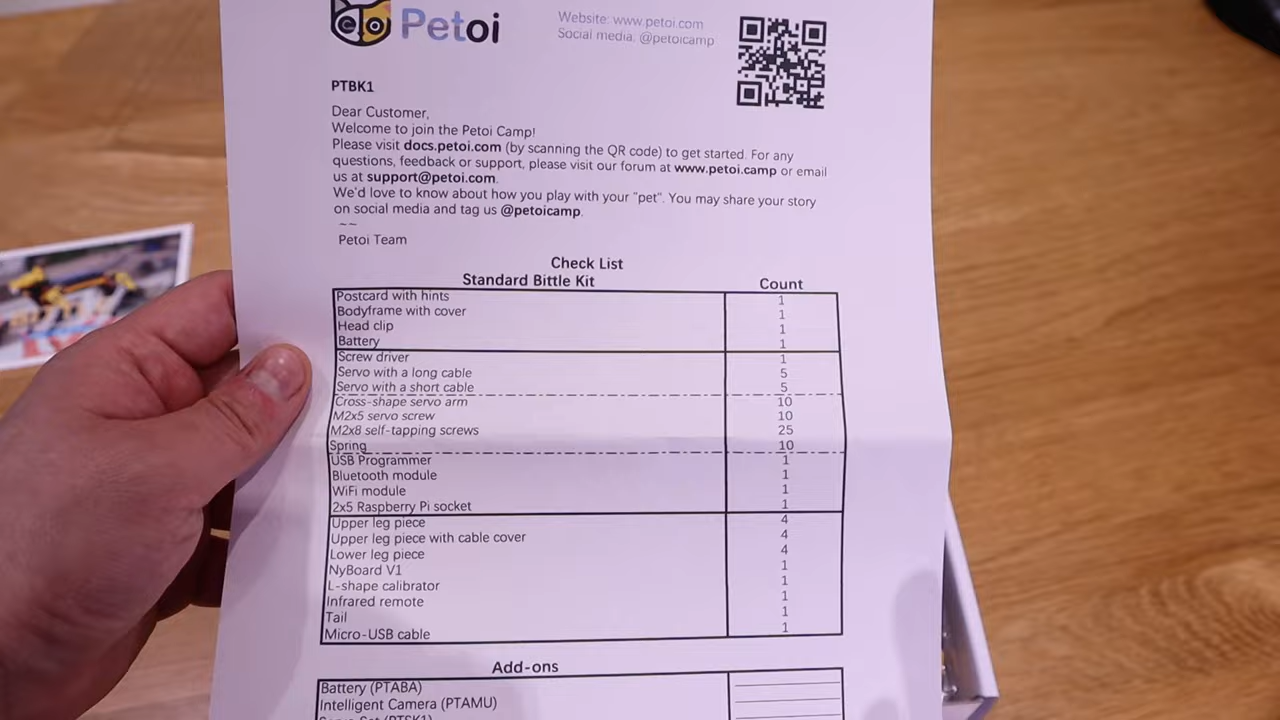 Petoi
Website: www.petoi.com
Social media: @petoicamp
PTBK1
Dear Customer,
Welcome to join the Petoi Camp!
Please visit docs.petoi.com (by scanning the QR code) to get started. For any
questions, feedback or support, please visit our forum at www.petoi.camp or email
us at support@petoi.com.
We'd love to know about how you play with your "pet". You may share your story
on social media and tag us @petoicamp.
~~
Petoi Team
Check List
Standard Bittle Kit Count
Postcard with hints 1
Bodyframe with cover 1
Head clip 1
Battery 1
Screw driver 1
Servo with a long cable 5
Servo with a short cable 5
Cross-shape servo arm 10
M2x5 servo screw 10
M2x8 self-tapping screws 25
Spring 10
USB Programmer 1
Bluetooth module 1
WiFi module 1
2x5 Raspberry Pi socket 1
Upper leg piece 4
Upper leg piece with cable cover 4
Lower leg piece 4
NyBoard V1 1
L-shape calibrator 1
Infrared remote 1
Tail 1
Micro-USB cable 1
Add-ons
Battery (PTABA)
Intelligent Camera (PTAMU)
Servo Set (PTSK1)